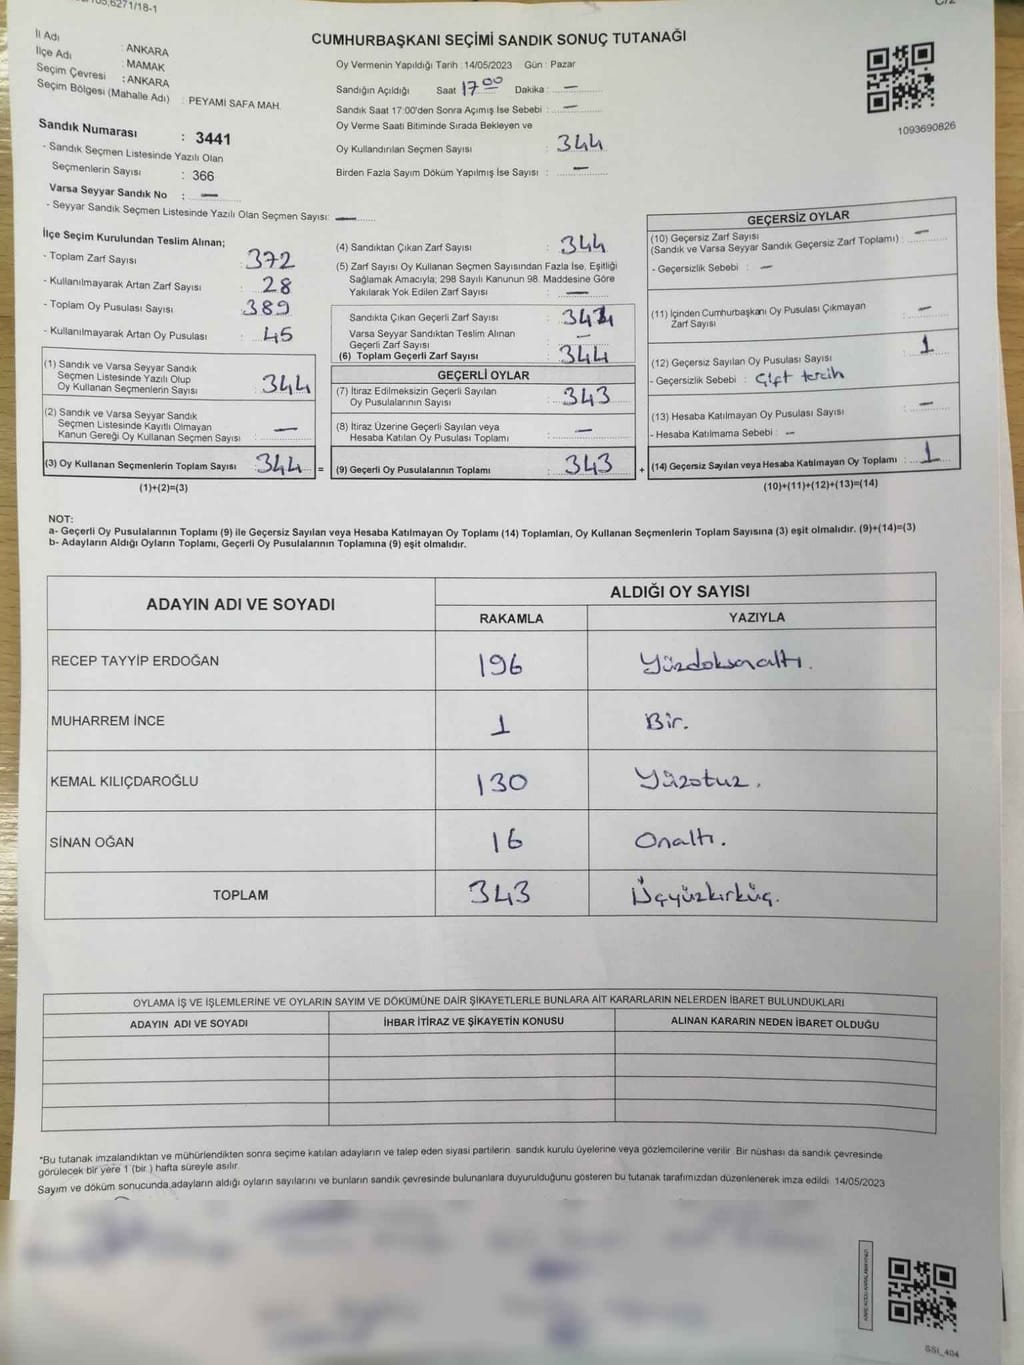 6271/18-1
İl Adı : ANKARA
İlçe Adı : MAMAK
Seçim Çevresi : ANKARA
Seçim Bölgesi (Mahalle Adı) : PEYAMİ SAFA MAH.
Sandık Numarası : 3441
- Sandık Seçmen Listesinde Yazılı Olan
Seçmenlerin Sayısı : 366
Varsa Seyyar Sandık No : —
- Seyyar Sandık Seçmen Listesinde Yazılı Olan Seçmen Sayısı: —
CUMHURBAŞKANI SEÇİMİ SANDIK SONUÇ TUTANAĞI
Oy Vermenin Yapıldığı Tarih : 14/05/2023 Gün : Pazar
Sandığın Açıldığı Saat 17 00 Dakika : —
Sandık Saat 17:00'den Sonra Açımış İse Sebebi : —
Oy Verme Saati Bitiminde Sırada Bekleyen ve
Oy Kullandırılan Seçmen Sayısı : 344
Birden Fazla Sayım Döküm Yapılmış İse Sayısı : —
1093690826
İlçe Seçim Kurulundan Teslim Alınan;
- Toplam Zarf Sayısı : 372
- Kullanılmayarak Artan Zarf Sayısı : 28
- Toplam Oy Pusulası Sayısı : 389
- Kullanılmayarak Artan Oy Pusulası : 45
(1) Sandık ve Varsa Seyyar Sandık
Seçmen Listesinde Yazılı Olup
Oy Kullanan Seçmenlerin Sayısı : 344
(2) Sandık ve Varsa Seyyar Sandık
Seçmen Listesinde Kayıtlı Olmayan
Kanun Gereği Oy Kullanan Seçmen Sayısı : —
(3) Oy Kullanan Seçmenlerin Toplam Sayısı : 344 =
(1)+(2)=(3)
(4) Sandıktan Çıkan Zarf Sayısı : 344
(5) Zarf Sayısı Oy Kullanan Seçmen Sayısından Fazla İse, Eşitliği
Sağlamak Amacıyla; 298 Sayılı Kanunun 98. Maddesine Göre
Yakılarak Yok Edilen Zarf Sayısı : —
Sandıkta Çıkan Geçerli Zarf Sayısı : 344
Varsa Seyyar Sandıktan Teslim Alınan
Geçerli Zarf Sayısı : —
(6) Toplam Geçerli Zarf Sayısı : 344
GEÇERLİ OYLAR
(7) İtiraz Edilmeksizin Geçerli Sayılan
Oy Pusulalarının Sayısı : 343
(8) İtiraz Üzerine Geçerli Sayılan veya
Hesaba Katılan Oy Pusulası Toplamı : —
(9) Geçerli Oy Pusulalarının Toplamı : 343 +
GEÇERSİZ OYLAR
(10) Geçersiz Zarf Sayısı
(Sandık ve Varsa Seyyar Sandık Geçersiz Zarf Toplamı) : —
- Geçersizlik Sebebi : —
(11) İçinden Cumhurbaşkanı Oy Pusulası Çıkmayan
Zarf Sayısı : —
(12) Geçersiz Sayılan Oy Pusulası Sayısı : 1
- Geçersizlik Sebebi : Çift tercih
(13) Hesaba Katılmayan Oy Pusulası Sayısı : —
- Hesaba Katılmama Sebebi : —
(14) Geçersiz Sayılan veya Hesaba Katılmayan Oy Toplamı : 1
(10)+(11)+(12)+(13)=(14)
NOT:
a- Geçerli Oy Pusulalarının Toplamı (9) ile Geçersiz Sayılan veya Hesaba Katılmayan Oy Toplamı (14) Toplamları, Oy Kullanan Seçmenlerin Toplam Sayısına (3) eşit olmalıdır. (9)+(14)=(3)
b- Adayların Aldığı Oyların Toplamı, Geçerli Oy Pusulalarının Toplamına (9) eşit olmalıdır.
ADAYIN ADI VE SOYADI ALDIĞI OY SAYISI
RAKAMLA YAZIYLA
RECEP TAYYİP ERDOĞAN 196 Yüzdoksanaltı.
MUHARREM İNCE 1 Bir.
KEMAL KILIÇDAROĞLU 130 Yüzotuz.
SİNAN OĞAN 16 Onaltı.
TOPLAM 343 Üçyüzkırküç.
OYLAMA İŞ VE İŞLEMLERİNE VE OYLARIN SAYIM VE DÖKÜMÜNE DAİR ŞİKAYETLERLE BUNLARA AİT KARARLARIN NELERDEN İBARET BULUNDUKLARI
ADAYIN ADI VE SOYADI İHBAR İTİRAZ VE ŞİKAYETİN KONUSU ALINAN KARARIN NEDEN İBARET OLDUĞU
*Bu tutanak imzalandıktan ve mühürlendikten sonra seçime katılan adayların ve talep eden siyasi partilerin sandık kurulu üyelerine veya gözlemcilerine verilir. Bir nüshası da sandık çevresinde
görülecek bir yere 1 (bir ) hafta süreyle asılır.
Sayım ve döküm sonucunda,adayların aldığı oyların sayılarını ve bunların sandık çevresinde bulunanlara duyurulduğunu gösteren bu tutanak tarafımızdan düzenlenerek imza edildi. 14/05/2023
SSI_404